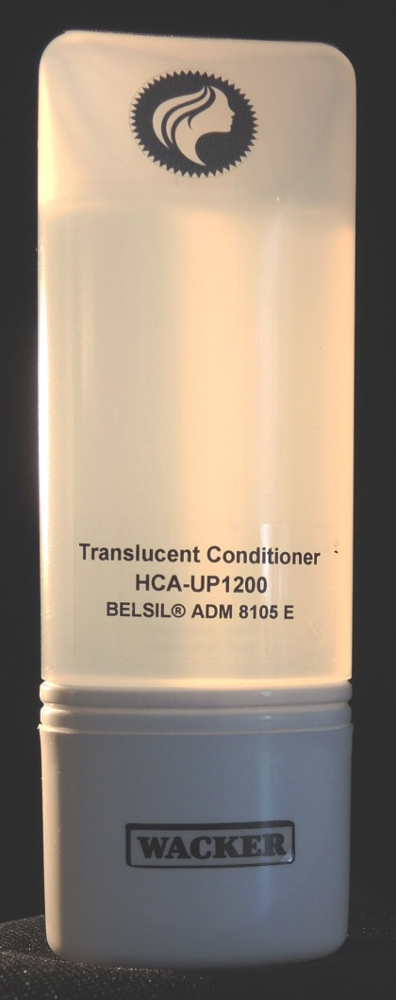 Translucent Conditioner
HCA-UP1200
BELSIL® ADM 8105 E
WACKER